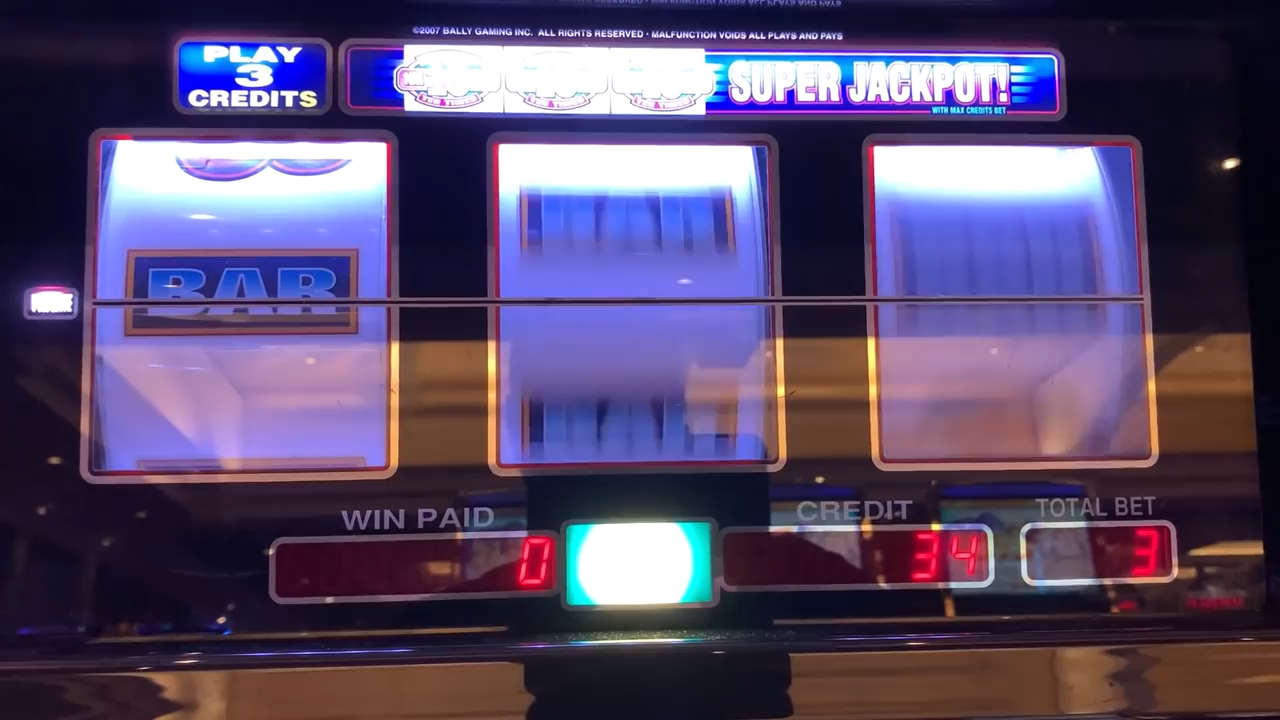 ©2007 BALLY GAMING INC. ALL RIGHTS RESERVED · MALFUNCTION VOIDS ALL PLAYS AND PAYS
PLAY
3
CREDITS
SUPER JACKPOT!
WITH MAX CREDITS BET
BAR
WIN PAID
CREDIT
TOTAL BET
0
34
3